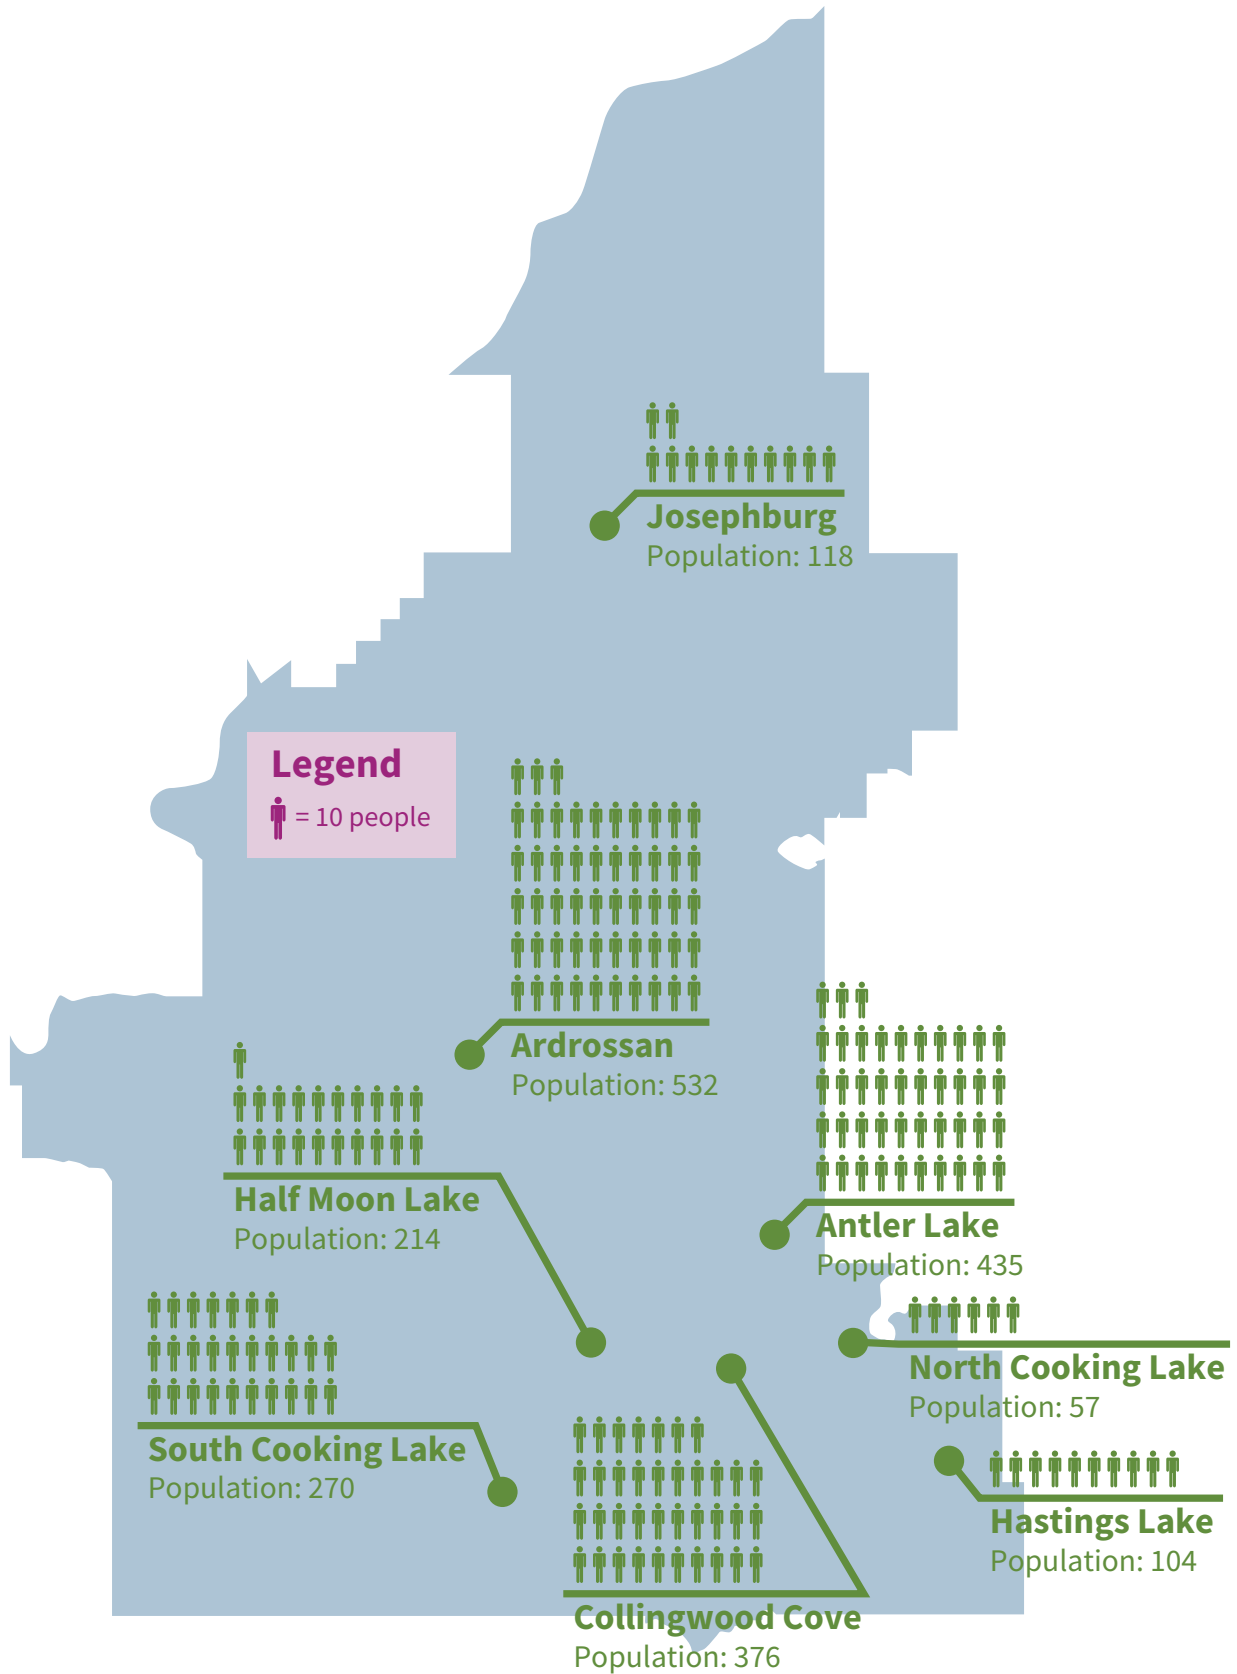 Josephburg
Population: 118
Legend
= 10 people
Ardrossan
Population: 532
Half Moon Lake
Population: 214
Antler Lake
Population: 435
North Cooking Lake
Population: 57
South Cooking Lake
Population: 270
Hastings Lake
Population: 104
Collingwood Cove
Population: 376